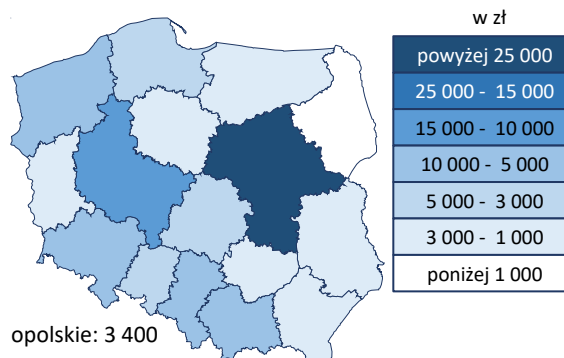 w zł
powyżej 25 000
25 000 - 15 000
15 000 - 10 000
10 000 - 5 000
5 000 - 3 000
3 000 - 1 000
poniżej 1 000
opolskie: 3 400